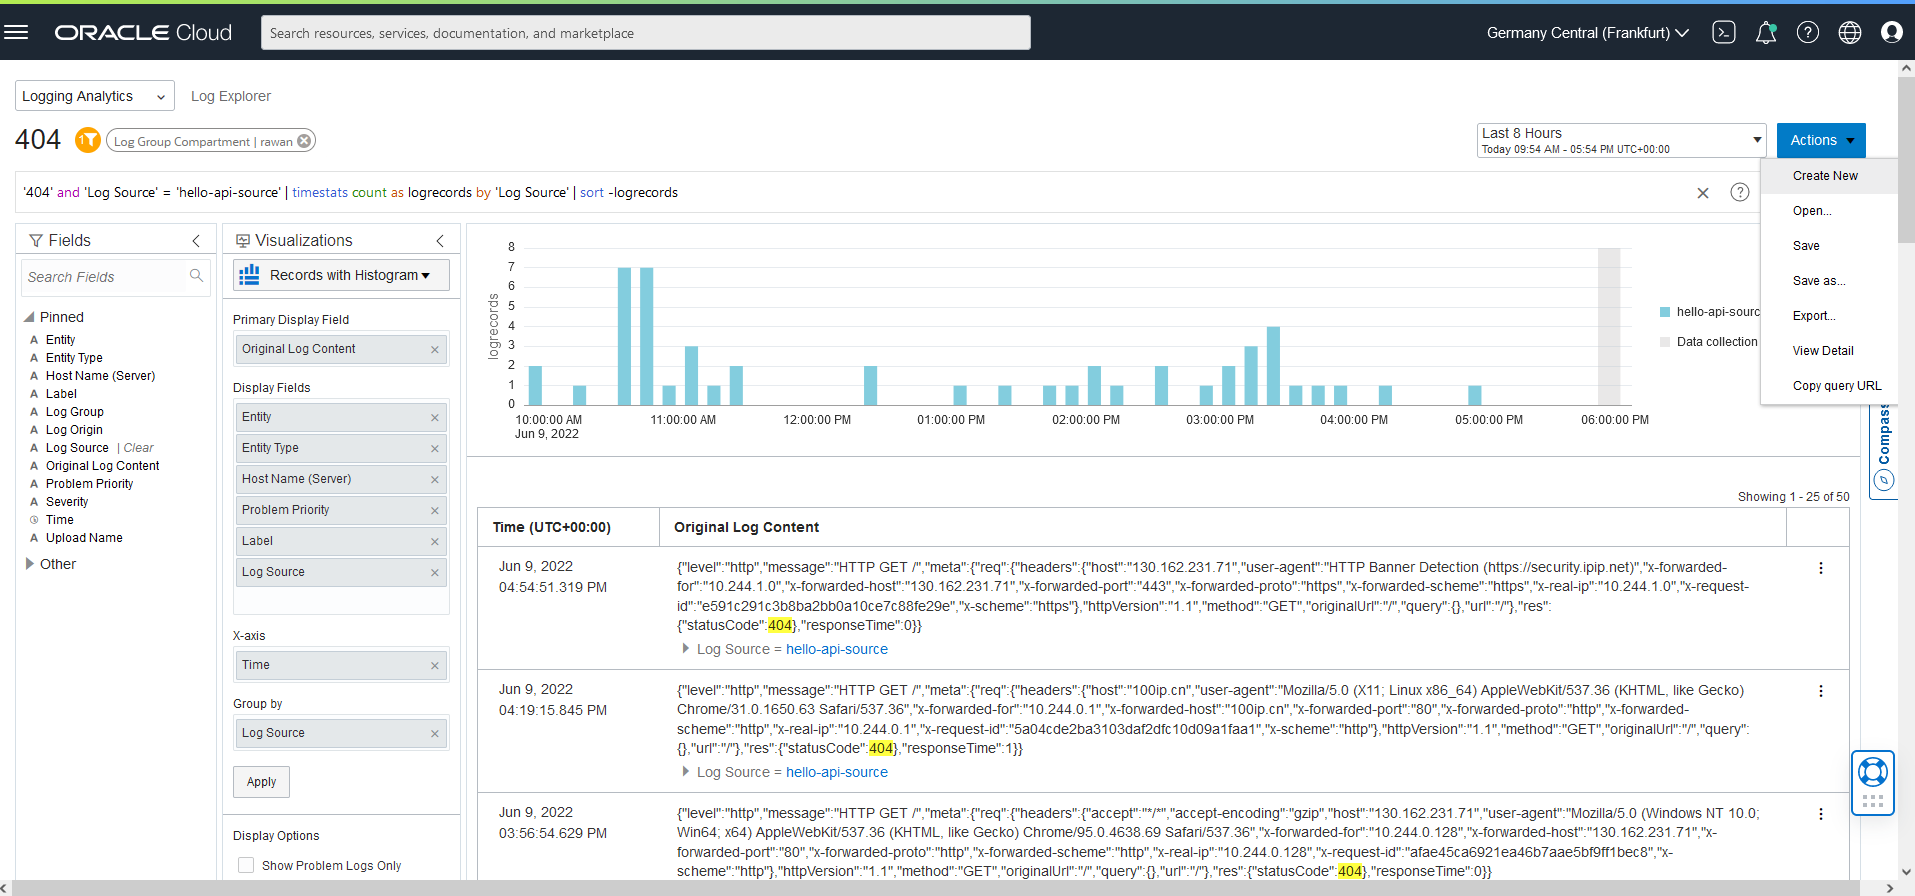 ORACLE Cloud
Search resources, services, documentation, and marketplace
Germany Central (Frankfurt)
Logging Analytics
Log Explorer
404
1
Log Group Compartment | rawan
Last 8 Hours
Today 09:54 AM - 05:54 PM UTC+00:00
Actions
Create New
Open...
Save
Save as...
Export...
View Detail
Copy query URL
'404' and 'Log Source' = 'hello-api-source' | timestats count as logrecords by 'Log Source' | sort -logrecords
Fields
Search Fields
Pinned
A Entity
A Entity Type
A Host Name (Server)
A Label
A Log Group
A Log Origin
A Log Source | Clear
A Original Log Content
A Problem Priority
A Severity
Time
A Upload Name
Other
Visualizations
Records with Histogram
Primary Display Field
Original Log Content
Display Fields
Entity
Entity Type
Host Name (Server)
Problem Priority
Label
Log Source
X-axis
Time
Group by
Log Source
Apply
Display Options
Show Problem Logs Only
logrecords
8
7
6
5
4
3
2
1
0
10:00:00 AM
Jun 9, 2022
11:00:00 AM
12:00:00 PM
01:00:00 PM
02:00:00 PM
03:00:00 PM
04:00:00 PM
05:00:00 PM
06:00:00 PM
hello-api-sourc
Data collection
Compass
Showing 1 - 25 of 50
Time (UTC+00:00)
Original Log Content
Jun 9, 2022
04:54:51.319 PM
{"level":"http","message":"HTTP GET /","meta":{"req":{"headers":{"host":"130.162.231.71","user-agent":"HTTP Banner Detection (https://security.ipip.net)","x-forwarded-
for":"10.244.1.0","x-forwarded-host":"130.162.231.71","x-forwarded-port":"443","x-forwarded-proto":"https","x-forwarded-scheme":"https","x-real-ip":"10.244.1.0","x-request-
id":"e591c291c3b8ba2bb0a10ce7c88fe29e","x-scheme":"https"},"httpVersion":"1.1","method":"GET","originalUrl":"/","query":{},"url":"/"},"res":
{"statusCode":404},"responseTime":0}}
Log Source = hello-api-source
Jun 9, 2022
04:19:15.845 PM
{"level":"http","message":"HTTP GET /","meta":{"req":{"headers":{"host":"100ip.cn","user-agent":"Mozilla/5.0 (X11; Linux x86_64) AppleWebKit/537.36 (KHTML, like Gecko)
Chrome/31.0.1650.63 Safari/537.36","x-forwarded-for":"10.244.0.1","x-forwarded-host":"100ip.cn","x-forwarded-port":"80","x-forwarded-proto":"http","x-forwarded-
scheme":"http","x-real-ip":"10.244.0.1","x-request-id":"5a04cde2ba3103daf2dfc10d09a1faa1","x-scheme":"http"},"httpVersion":"1.1","method":"GET","originalUrl":"/","query":
{},"url":"/"},"res":{"statusCode":404},"responseTime":1}}
Log Source = hello-api-source
Jun 9, 2022
03:56:54.629 PM
{"level":"http","message":"HTTP GET /","meta":{"req":{"headers":{"accept":"*/*","accept-encoding":"gzip","host":"130.162.231.71","user-agent":"Mozilla/5.0 (Windows NT 10.0;
Win64; x64) AppleWebKit/537.36 (KHTML, like Gecko) Chrome/95.0.4638.69 Safari/537.36","x-forwarded-for":"10.244.0.128","x-forwarded-host":"130.162.231.71","x-
forwarded-port":"80","x-forwarded-proto":"http","x-forwarded-scheme":"http","x-real-ip":"10.244.0.128","x-request-id":"afae45ca6921ea46b7aae5bf9ff1bec8","x-
scheme":"http"},"httpVersion":"1.1","method":"GET","originalUrl":"/","query":{},"url":"/"},"res":{"statusCode":404},"responseTime":0}}